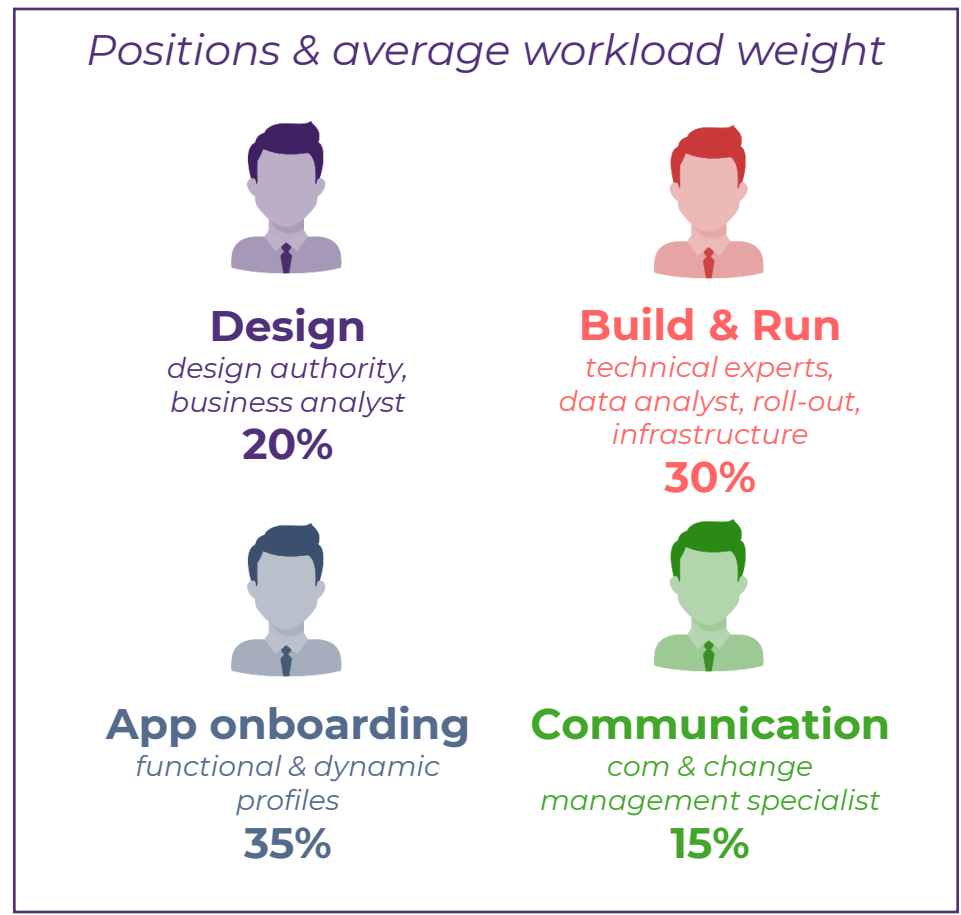 Positions & average workload weight
Design
design authority,
business analyst
20%
Build & Run
technical experts,
data analyst, roll-out,
infrastructure
30%
App onboarding
functional & dynamic
profiles
35%
Communication
com & change
management specialist
15%